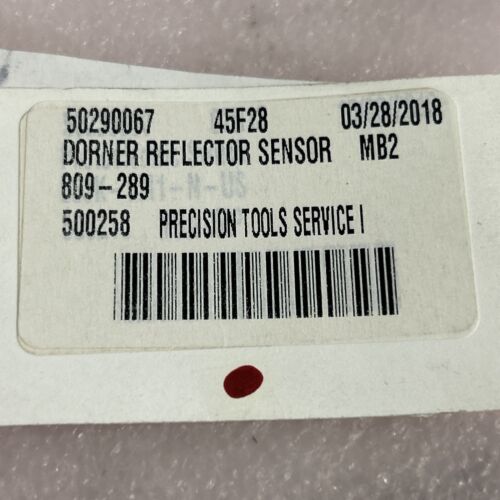 50290067 45F28 03/28/2018
DORNER REFLECTOR SENSOR MB2
809-289
500258 PRECISION TOOLS SERVICE I